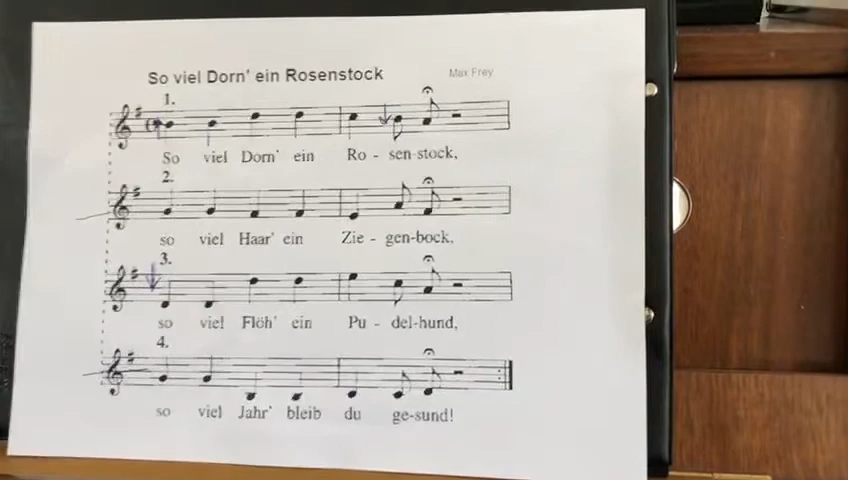 So viel Dorn' ein Rosenstock
Max Frey
1.
So viel Dorn' ein Ro - sen-stock,
2.
so viel Haar' ein Zie - gen-bock,
3.
so viel Flöh' ein Pu - del-hund,
4.
so viel Jahr' bleib du ge-sund!